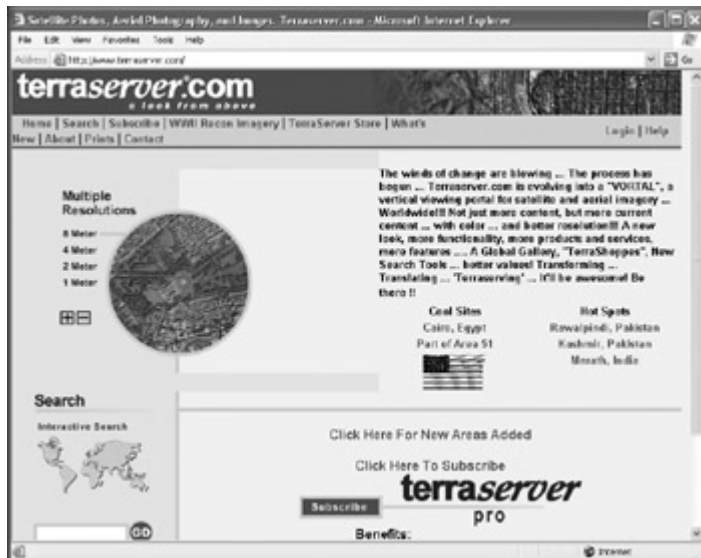 Satellite Photos, Aerial Photography, and Images. Terraserver.com - Microsoft Internet Explorer
File Edit View Favorites Tools Help
Address http://www.terraserver.com/ Go
terraserver.com
a look from above
Home | Search | Subscribe | WWII Recon Imagery | TerraServer Store | What's
New | About | Prints | Contact
Login | Help
Multiple
Resolutions
8 Meter
4 Meter
2 Meter
1 Meter
The winds of change are blowing ... The process has
begun ... Terraserver.com is evolving into a "VORTAL", a
vertical viewing portal for satellite and aerial imagery ...
Worldwide!!! Not just more content, but more current
content ... with color ... and better resolution!!! A new
look, more functionality, more products and services,
more features .... A Global Gallery, "TerraShoppes", New
Search Tools ... better values! Transforming ...
Translating ... 'Terraserving' ... It'll be awesome! Be
there !!
Cool Sites
Cairo, Egypt
Part of Area 51
Hot Spots
Rawalpindi, Pakistan
Kashmir, Pakistan
Meerth, India
Search
Interactive Search
GO
Click Here For New Areas Added
Click Here To Subscribe
Subscribe
terraserver
pro
Benefits:
Internet